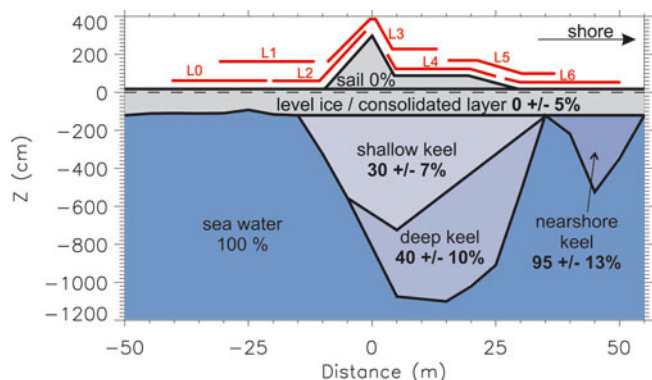 400
200
0
-200
-400
-600
-800
-1000
-1200
Z (cm)
L0
L1
L2
L3
L4
L5
L6
shore
sail 0%
level ice / consolidated layer 0 +/- 5%
shallow keel
30 +/- 7%
deep keel
40 +/- 10%
nearshore
keel
95 +/- 13%
sea water
100 %
-50
-25
0
25
50
Distance (m)